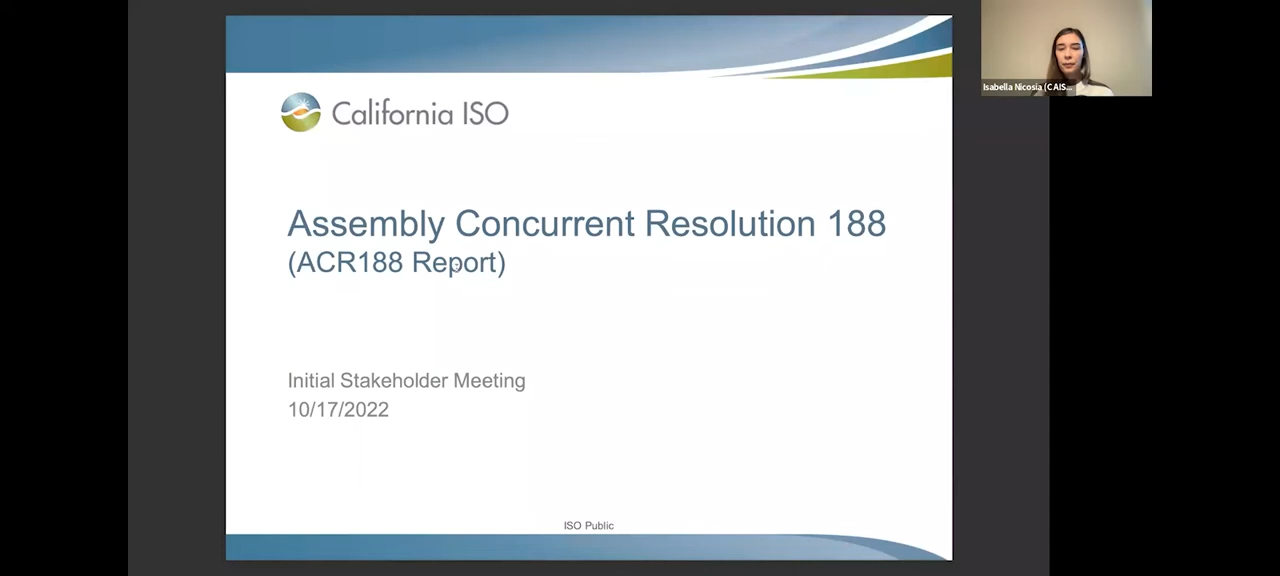 California ISO
Isabella Nicosia (CAIS...
Assembly Concurrent Resolution 188
(ACR188 Report)
Initial Stakeholder Meeting
10/17/2022
ISO Public